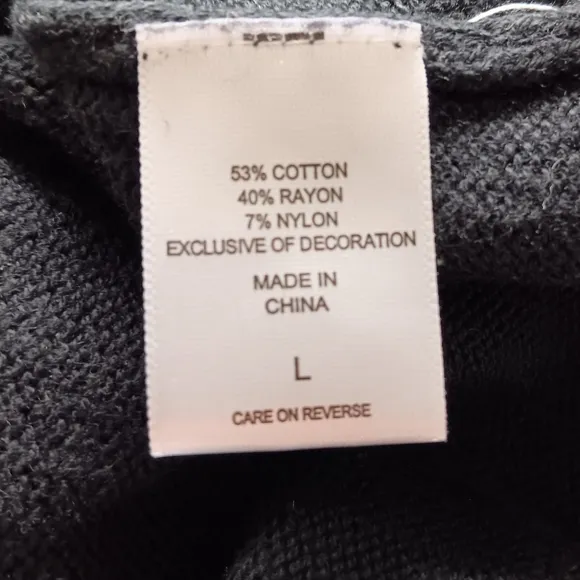 53% COTTON
40% RAYON
7% NYLON
EXCLUSIVE OF DECORATION
MADE IN
CHINA
L
CARE ON REVERSE